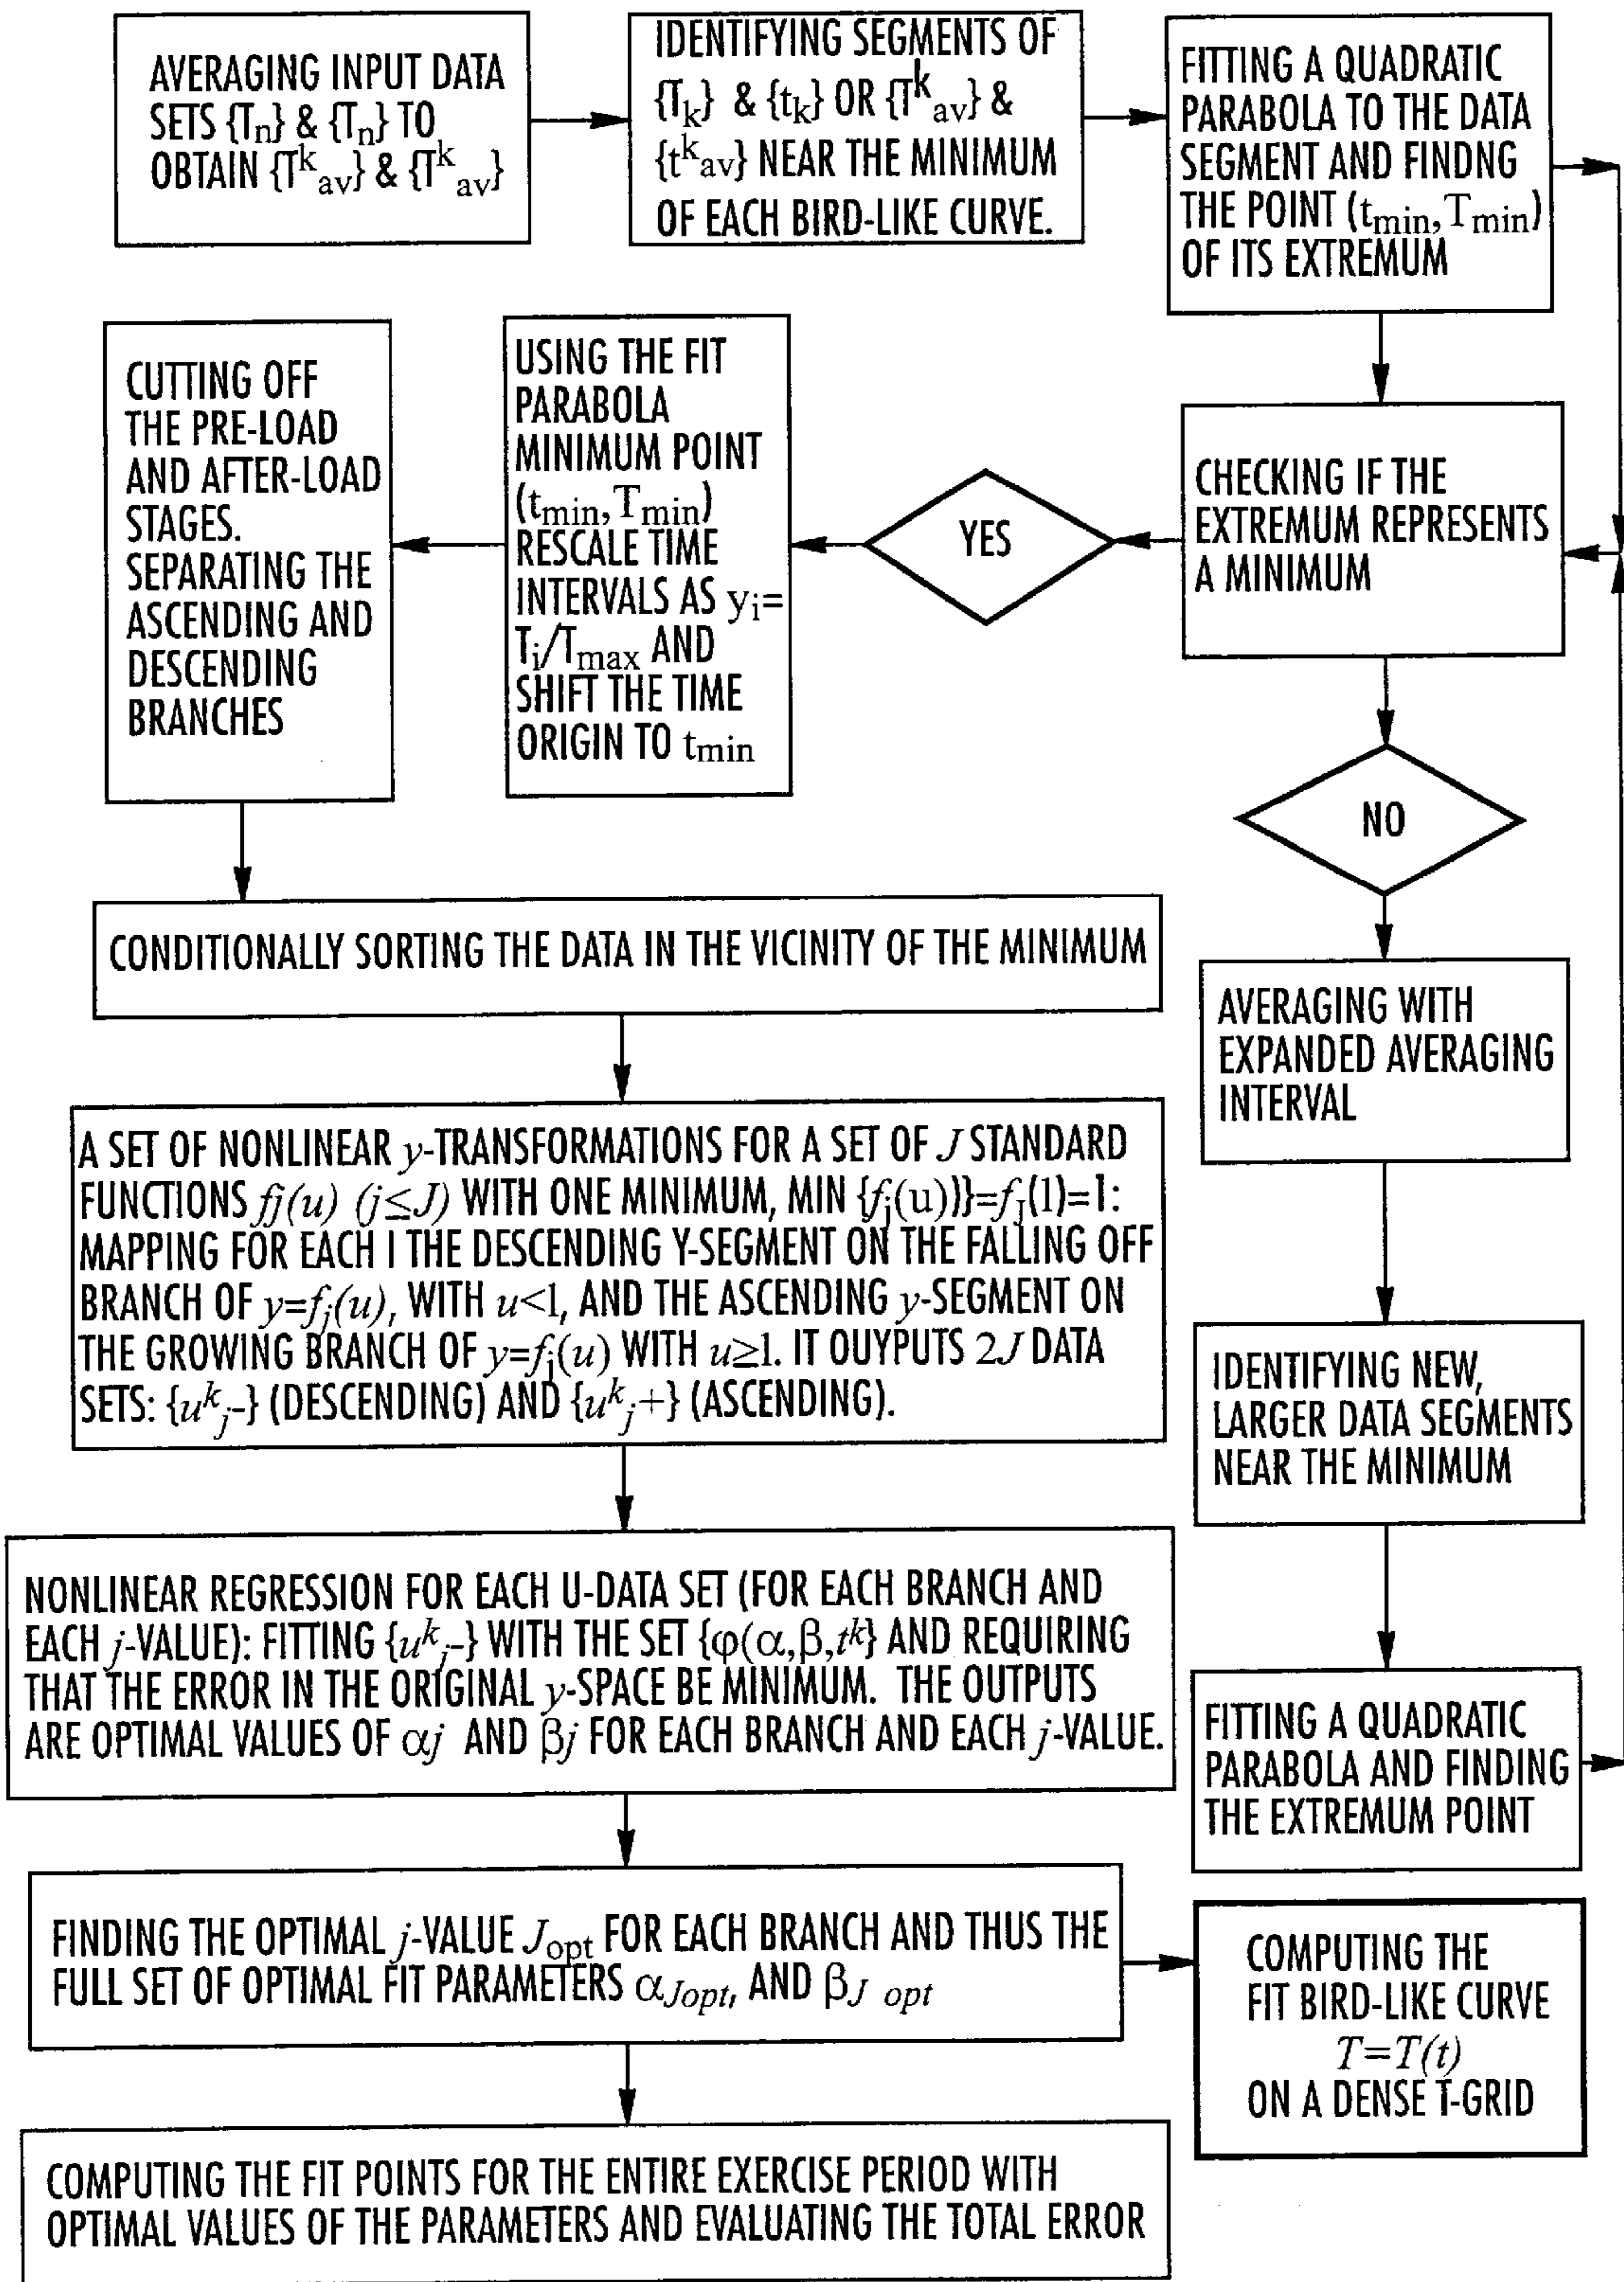 AVERAGING INPUT DATA
SETS {Tn} & {Tn} TO
OBTAIN {T^k_av} & {T^k_av}
IDENTIFYING SEGMENTS OF
{T_k} & {t_k} OR {T^k_av} &
{t^k_av} NEAR THE MINIMUM
OF EACH BIRD-LIKE CURVE.
FITTING A QUADRATIC
PARABOLA TO THE DATA
SEGMENT AND FINDNG
THE POINT (t_min, T_min)
OF ITS EXTREMUM
CUTTING OFF
THE PRE-LOAD
AND AFTER-LOAD
STAGES.
SEPARATING THE
ASCENDING AND
DESCENDING
BRANCHES
USING THE FIT
PARABOLA
MINIMUM POINT
(t_min, T_min)
RESCALE TIME
INTERVALS AS y_i=
T_i/T_max AND
SHIFT THE TIME
ORIGIN TO t_min
YES
CHECKING IF THE
EXTREMUM REPRESENTS
A MINIMUM
NO
CONDITIONALLY SORTING THE DATA IN THE VICINITY OF THE MINIMUM
AVERAGING WITH
EXPANDED AVERAGING
INTERVAL
A SET OF NONLINEAR y-TRANSFORMATIONS FOR A SET OF J STANDARD
FUNCTIONS fj(u) (j≤J) WITH ONE MINIMUM, MIN {f_j(u))}=f_j(1)=1:
MAPPING FOR EACH I THE DESCENDING Y-SEGMENT ON THE FALLING OFF
BRANCH OF y=f_j(u), WITH u<1, AND THE ASCENDING y-SEGMENT ON
THE GROWING BRANCH OF y=f_j(u) WITH u≥1. IT OUYPUTS 2J DATA
SETS: {u^k_j-} (DESCENDING) AND {u^k_j+} (ASCENDING).
IDENTIFYING NEW,
LARGER DATA SEGMENTS
NEAR THE MINIMUM
NONLINEAR REGRESSION FOR EACH U-DATA SET (FOR EACH BRANCH AND
EACH j-VALUE): FITTING {u^k_j-} WITH THE SET {φ(α,β,t^k} AND REQUIRING
THAT THE ERROR IN THE ORIGINAL y-SPACE BE MINIMUM. THE OUTPUTS
ARE OPTIMAL VALUES OF αj AND βj FOR EACH BRANCH AND EACH j-VALUE.
FITTING A QUADRATIC
PARABOLA AND FINDING
THE EXTREMUM POINT
FINDING THE OPTIMAL j-VALUE J_opt FOR EACH BRANCH AND THUS THE
FULL SET OF OPTIMAL FIT PARAMETERS α_Jopt, AND β_J opt
COMPUTING THE
FIT BIRD-LIKE CURVE
T=T(t)
ON A DENSE T-GRID
COMPUTING THE FIT POINTS FOR THE ENTIRE EXERCISE PERIOD WITH
OPTIMAL VALUES OF THE PARAMETERS AND EVALUATING THE TOTAL ERROR